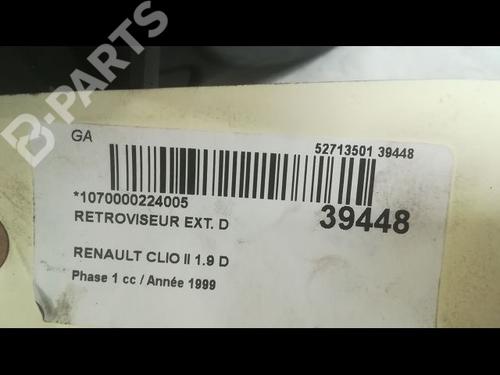 B-PARTS
GA
52713501 39448
*1070000224005
39448
RETROVISEUR EXT. D
RENAULT CLIO II 1.9 D
Phase 1 cc / Année 1999